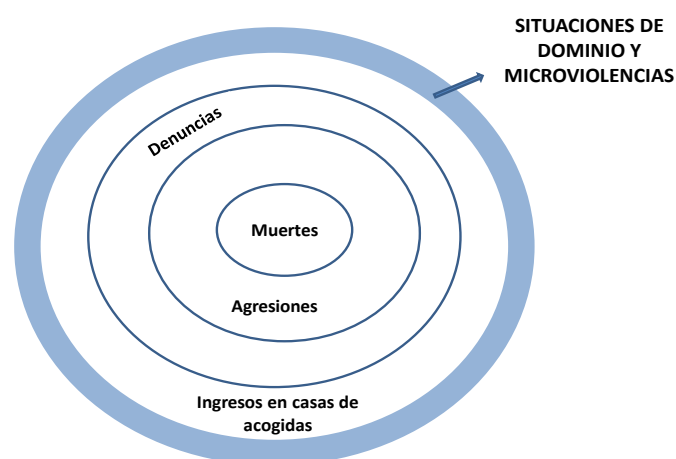 SITUACIONES DE
DOMINIO Y
MICROVIOLENCIAS
Denuncias
Muertes
Agresiones
Ingresos en casas de
acogidas